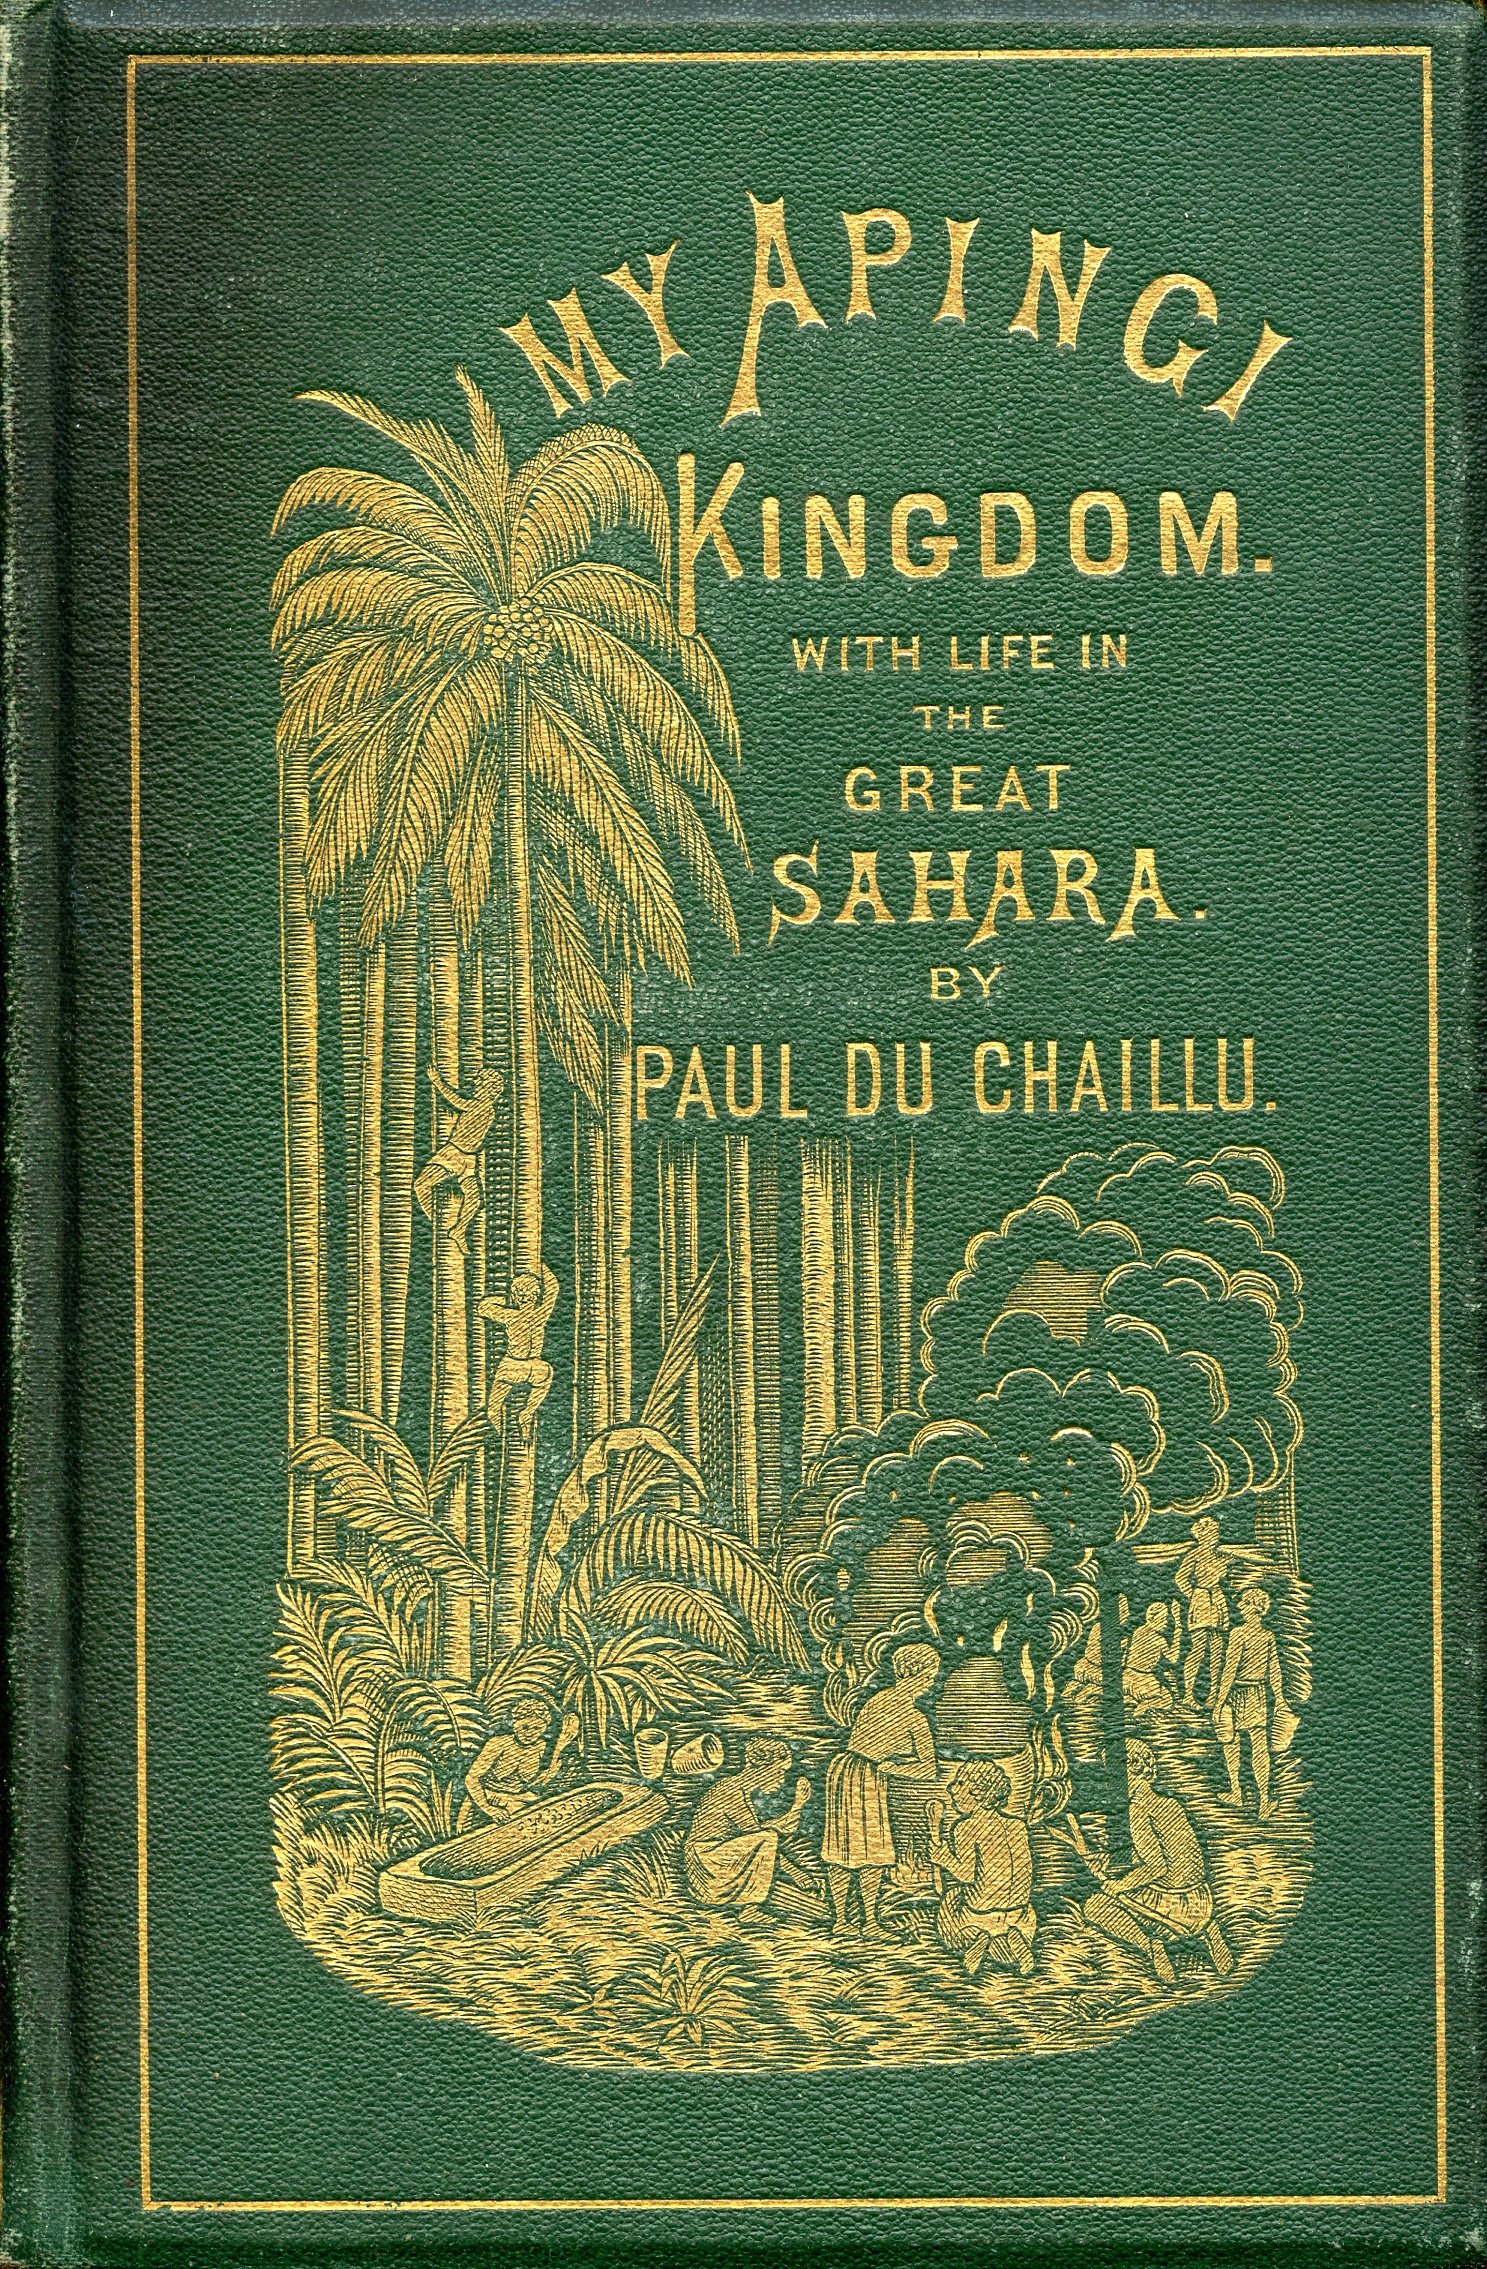 MY APINGI
KINGDOM.
WITH LIFE IN
THE
GREAT
SAHARA.
BY
PAUL DU CHAILLU.